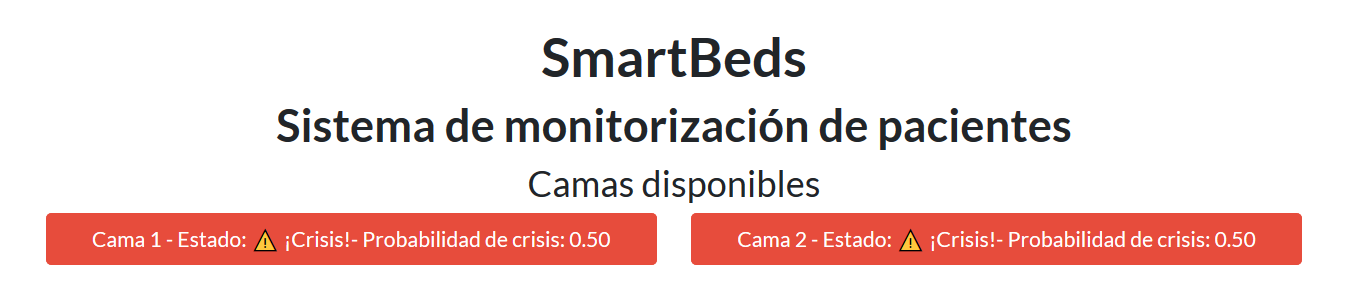 SmartBeds
Sistema de monitorización de pacientes
Camas disponibles
Cama 1 - Estado: ⚠ ¡Crisis!- Probabilidad de crisis: 0.50
Cama 2 - Estado: ⚠ ¡Crisis!- Probabilidad de crisis: 0.50